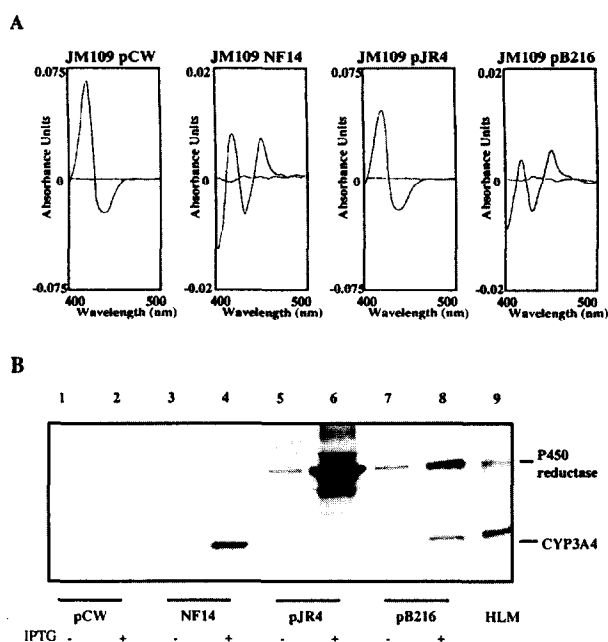 A
JM109 pCW
JM109 NF14
JM109 pJR4
JM109 pB216
0.075
0
-0.075
Absorbance Units
400
500
Wavelength (nm)
0.02
0
-0.02
Absorbance Units
400
500
Wavelength (nm)
0.075
0
-0.075
Absorbance Units
400
500
Wavelength (nm)
0.02
0
-0.02
Absorbance Units
400
500
Wavelength (nm)
B
1 2 3 4 5 6 7 8 9
P450
reductase
CYP3A4
pCW NF14 pJR4 pB216 HLM
IPTG - + - + - + - +